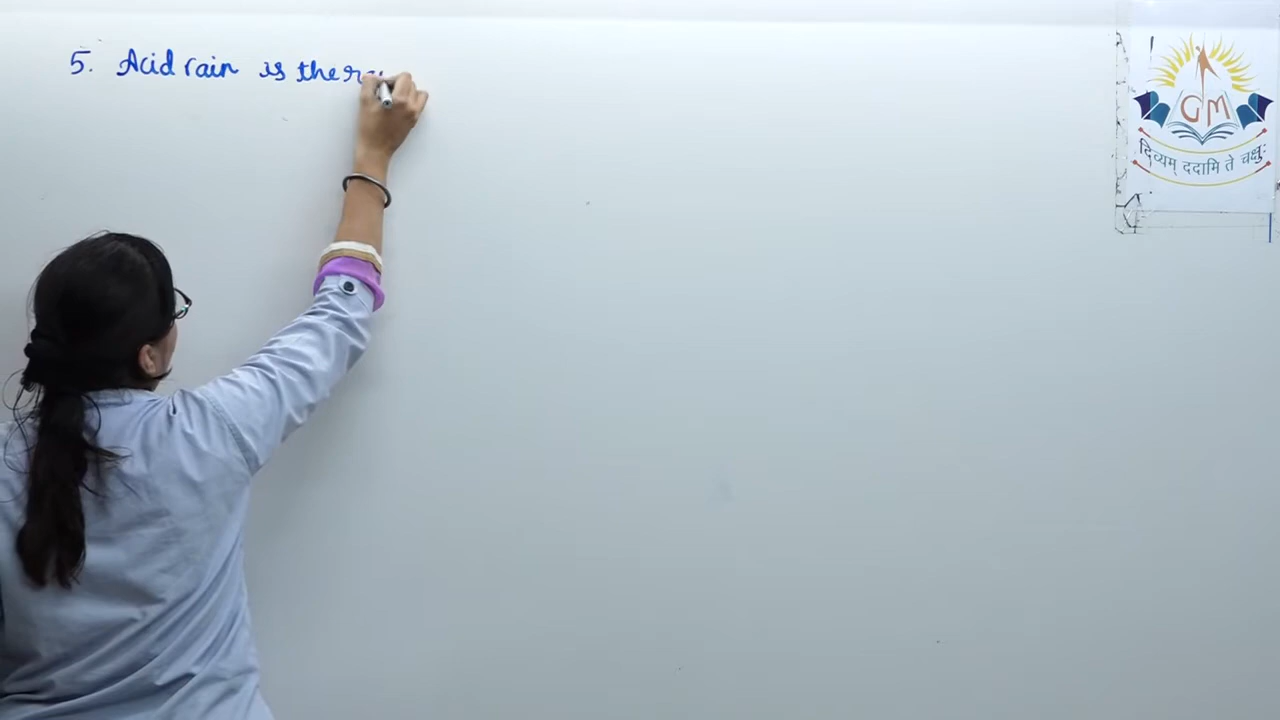 5. Acid rain is the
GM
दिव्यम् ददामि ते चक्षुः